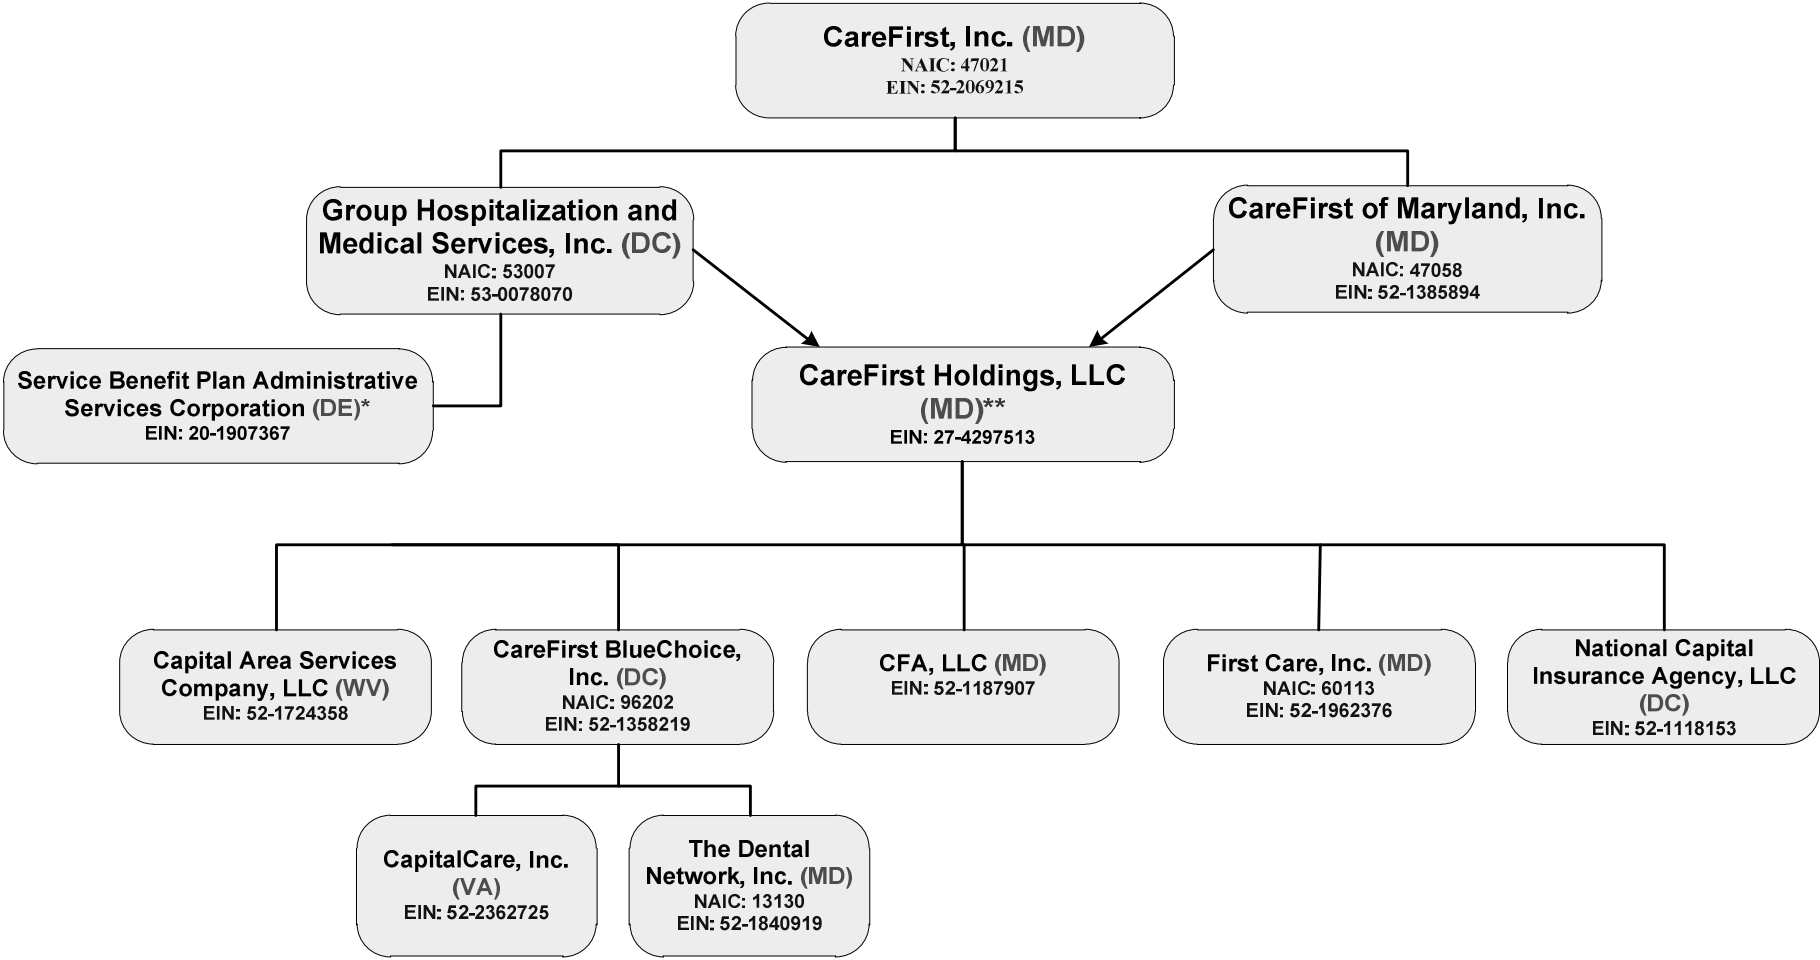 CareFirst, Inc. (MD)
NAIC: 47021
EIN: 52-2069215
Group Hospitalization and
Medical Services, Inc. (DC)
NAIC: 53007
EIN: 53-0078070
CareFirst of Maryland, Inc.
(MD)
NAIC: 47058
EIN: 52-1385894
Service Benefit Plan Administrative
Services Corporation (DE)*
EIN: 20-1907367
CareFirst Holdings, LLC
(MD)**
EIN: 27-4297513
Capital Area Services
Company, LLC (WV)
EIN: 52-1724358
CareFirst BlueChoice,
Inc. (DC)
NAIC: 96202
EIN: 52-1358219
CFA, LLC (MD)
EIN: 52-1187907
First Care, Inc. (MD)
NAIC: 60113
EIN: 52-1962376
National Capital
Insurance Agency, LLC
(DC)
EIN: 52-1118153
CapitalCare, Inc.
(VA)
EIN: 52-2362725
The Dental
Network, Inc. (MD)
NAIC: 13130
EIN: 52-1840919